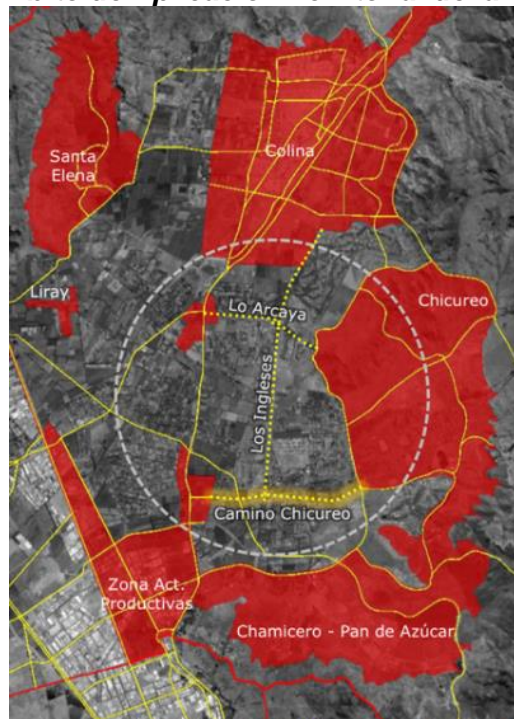 Santa
Elena
Colina
Liray
Lo Arcaya
Chicureo
Los Ingleses
Camino Chicureo
Zona Act.
Productivas
Chamicero - Pan de Azúcar